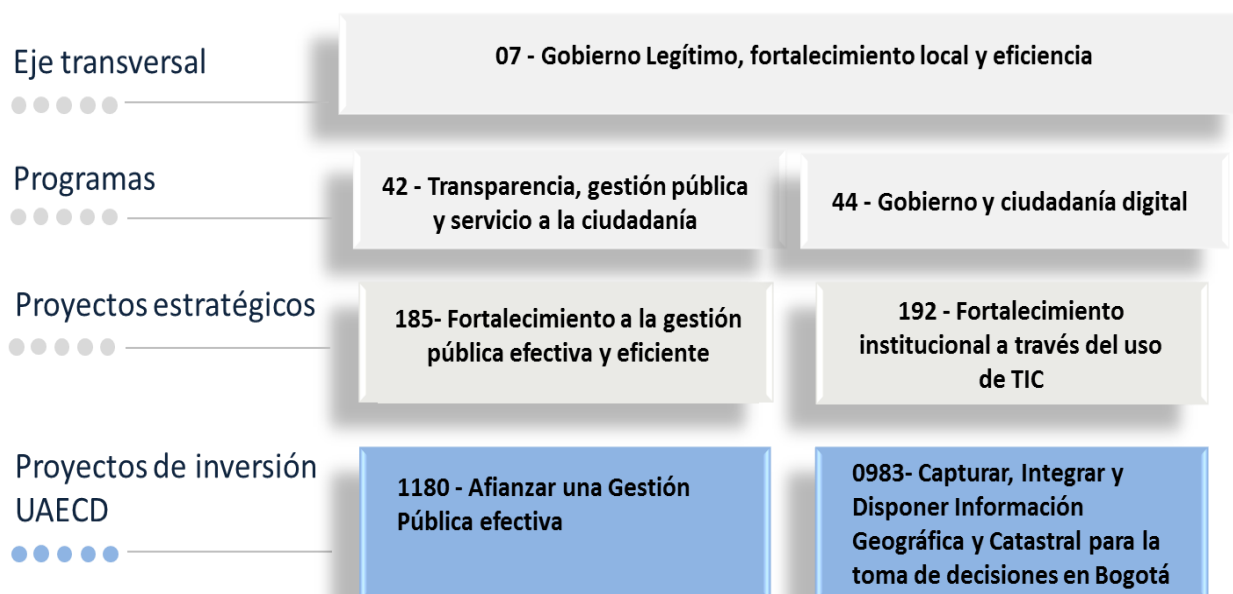 Eje transversal
07 - Gobierno Legítimo, fortalecimiento local y eficiencia
Programas
42 - Transparencia, gestión pública
y servicio a la ciudadanía
44 - Gobierno y ciudadanía digital
Proyectos estratégicos
185- Fortalecimiento a la gestión
pública efectiva y eficiente
192 - Fortalecimiento
institucional a través del uso
de TIC
Proyectos de inversión
UAECD
1180 - Afianzar una Gestión
Pública efectiva
0983- Capturar, Integrar y
Disponer Información
Geográfica y Catastral para la
toma de decisiones en Bogotá